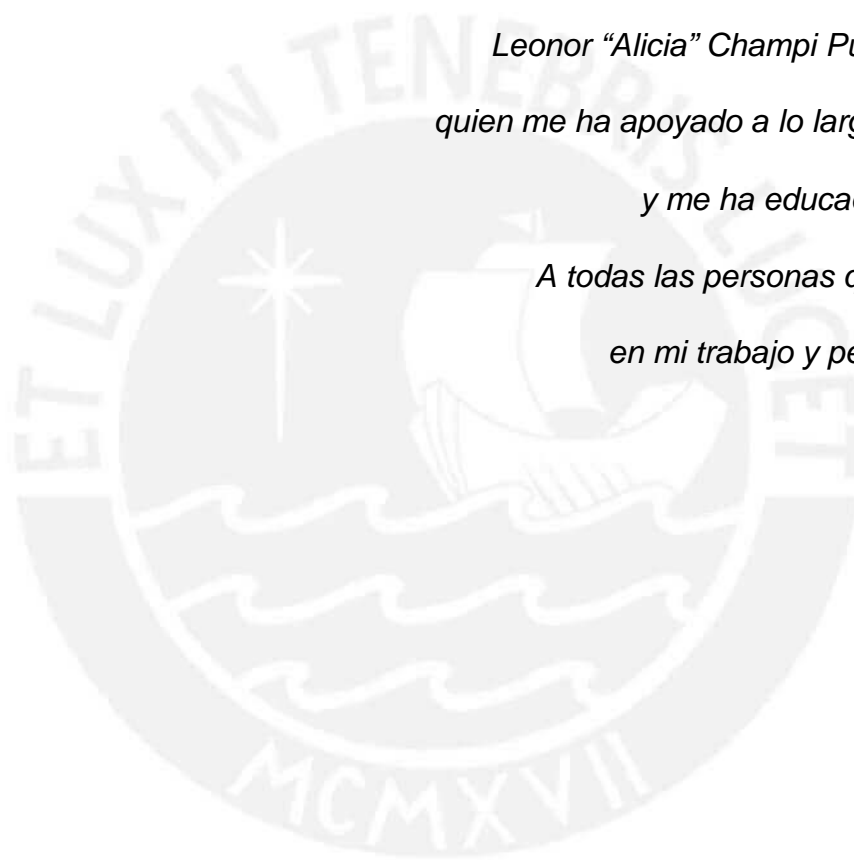 Leonor “Alicia” Champi
quien me ha apoyado a lo
y me ha
A todas las personas
en mi trabajo y
ET LUX IN TENEBRIS LUCET
MCMXVII